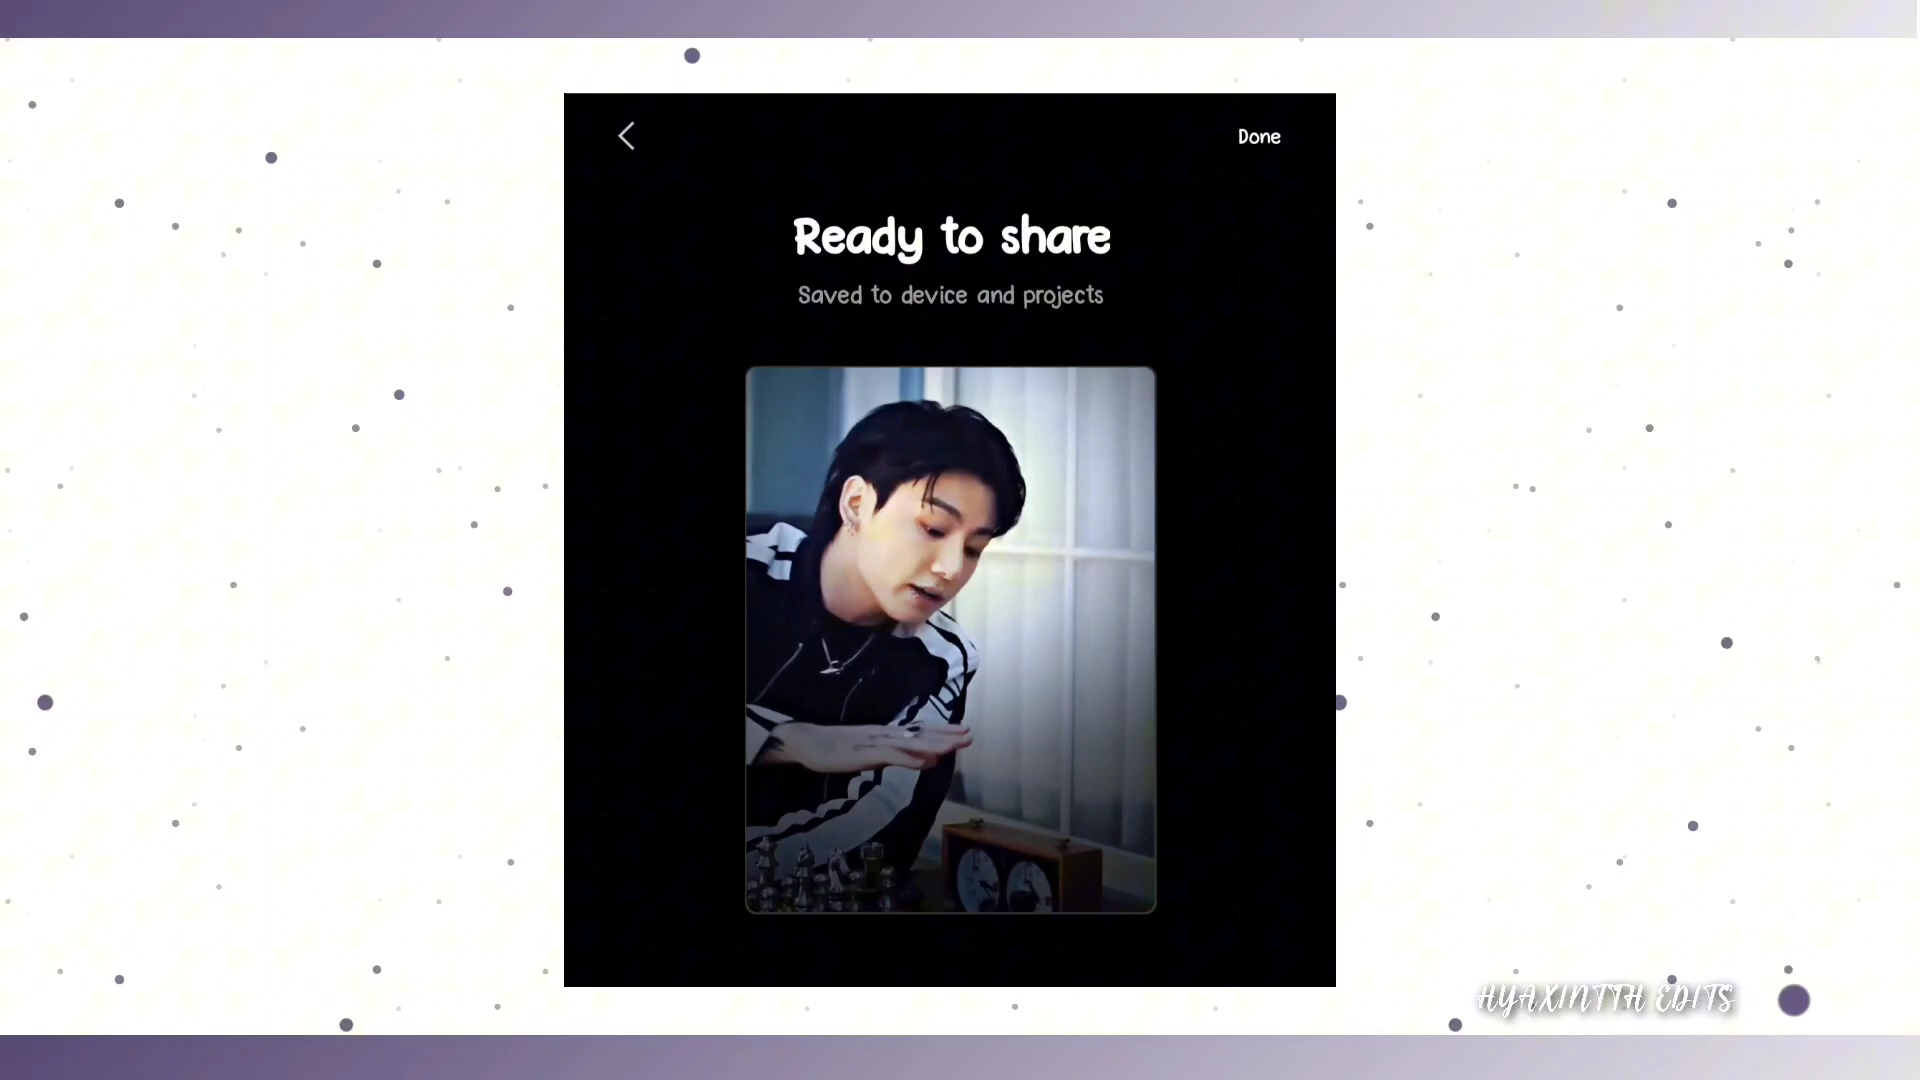 Done
Ready to share
Saved to device and projects
HYAXINTTH EDITS